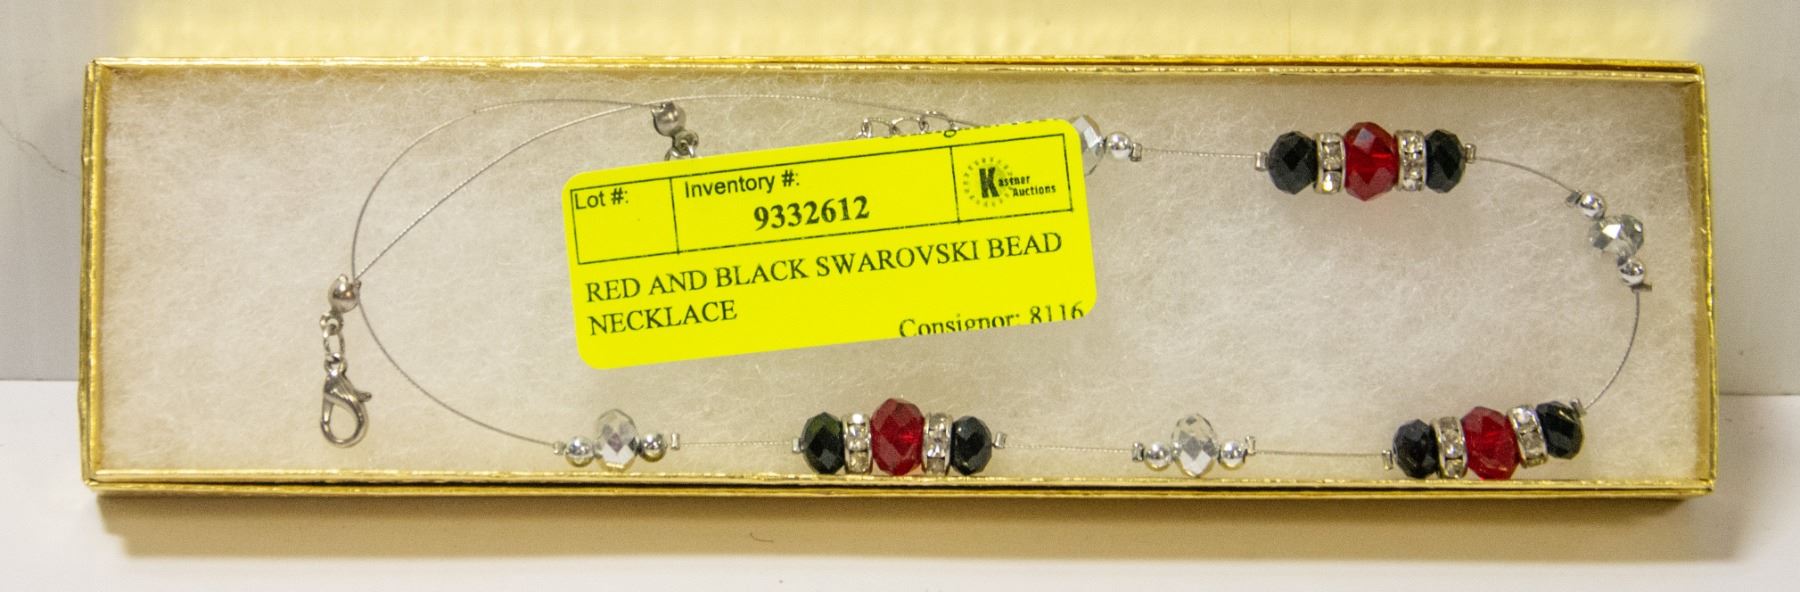 Lot #:
Inventory #:
9332612
Kastner
Auctions
RED AND BLACK SWAROVSKI BEAD
NECKLACE
Consignor: 8116